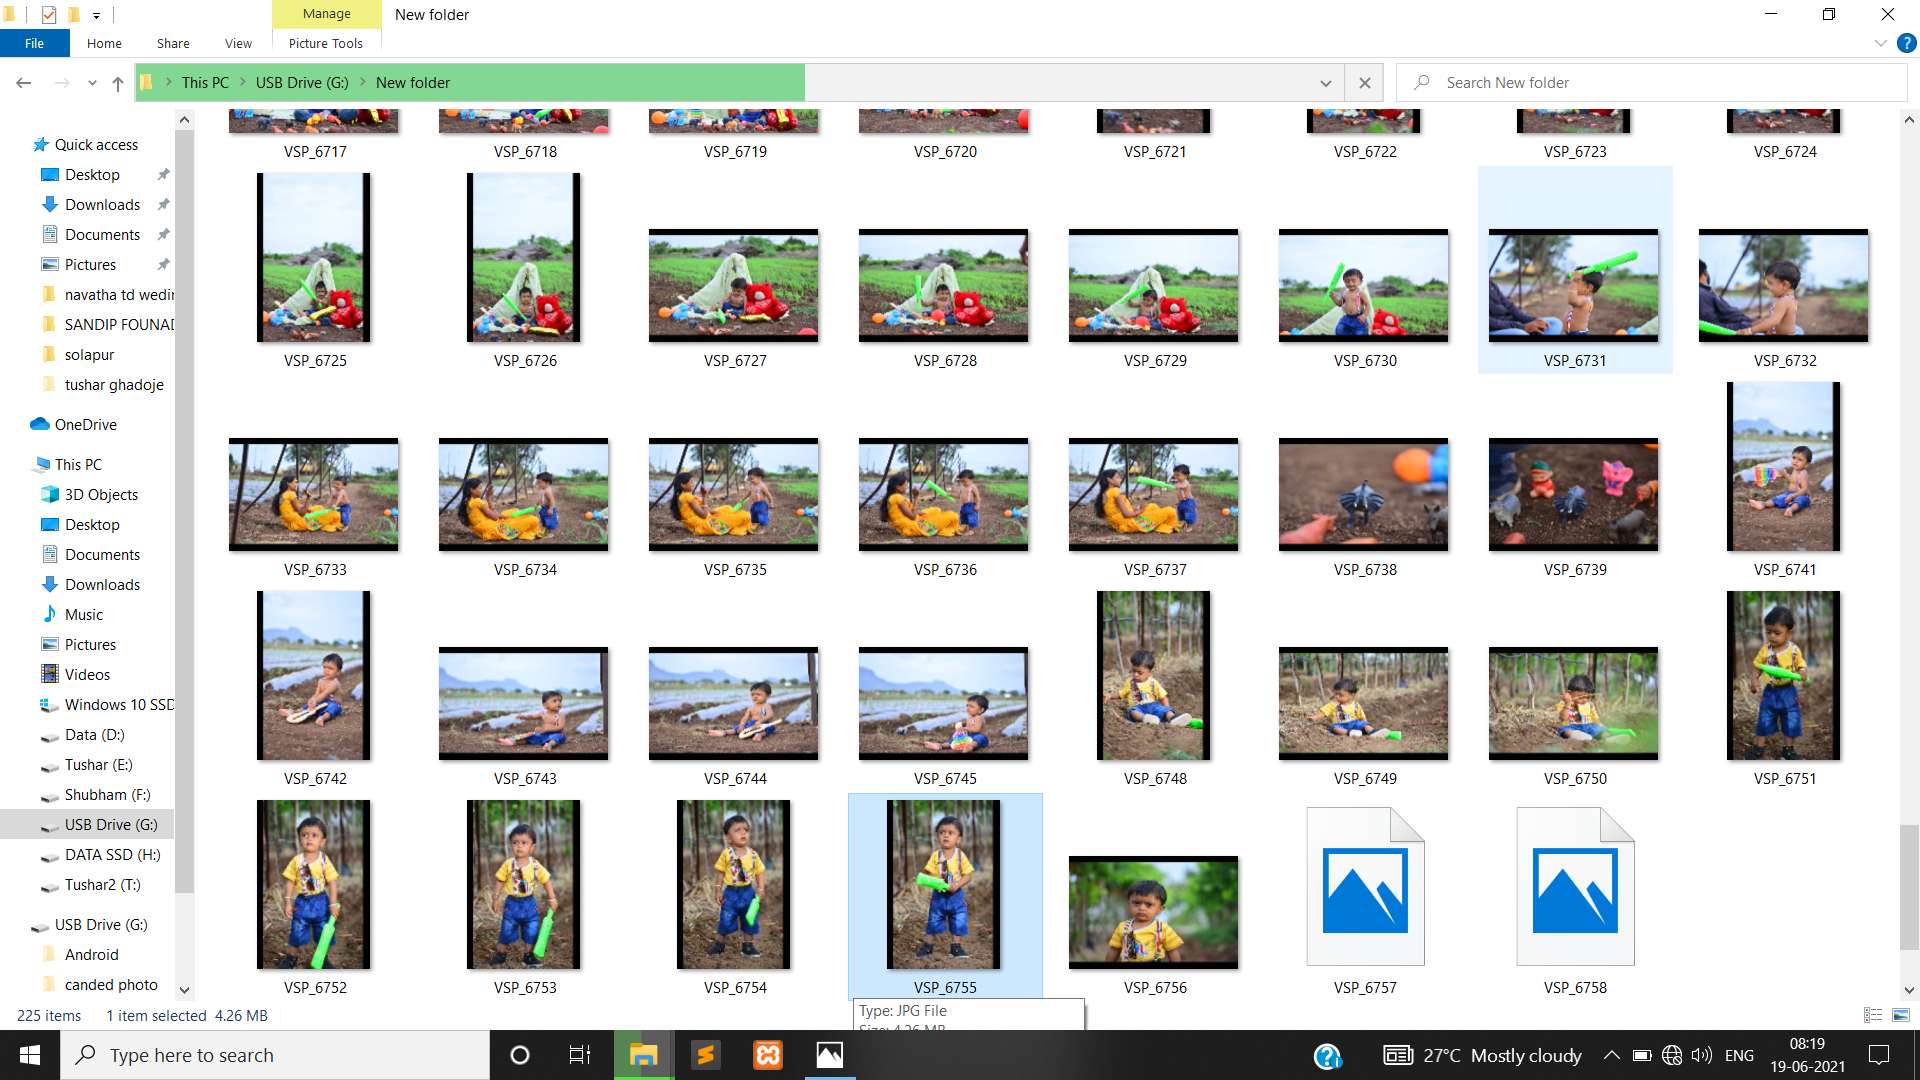 Manage
New folder
File
Home
Share
View
Picture Tools
?
This PC
USB Drive (G:)
New folder
Search New folder
VSP_6717
VSP_6718
VSP_6719
VSP_6720
VSP_6721
VSP_6722
VSP_6723
VSP_6724
VSP_6725
VSP_6726
VSP_6727
VSP_6728
VSP_6729
VSP_6730
VSP_6731
VSP_6732
VSP_6733
VSP_6734
VSP_6735
VSP_6736
VSP_6737
VSP_6738
VSP_6739
VSP_6741
VSP_6742
VSP_6743
VSP_6744
VSP_6745
VSP_6748
VSP_6749
VSP_6750
VSP_6751
VSP_6752
VSP_6753
VSP_6754
VSP_6755
VSP_6756
VSP_6757
VSP_6758
Quick access
Desktop
Downloads
Documents
Pictures
navatha td wedin
SANDIP FOUNAD
solapur
tushar ghadoje
OneDrive
This PC
3D Objects
Desktop
Documents
Downloads
Music
Pictures
Videos
Windows 10 SSD
Data (D:)
Tushar (E:)
Shubham (F:)
USB Drive (G:)
DATA SSD (H:)
Tushar2 (T:)
USB Drive (G:)
Android
canded photo
Type: JPG File
Size: 4.26 MB
225 items
1 item selected 4.26 MB
Type here to search
27°C Mostly cloudy
ENG
08:19
19-06-2021